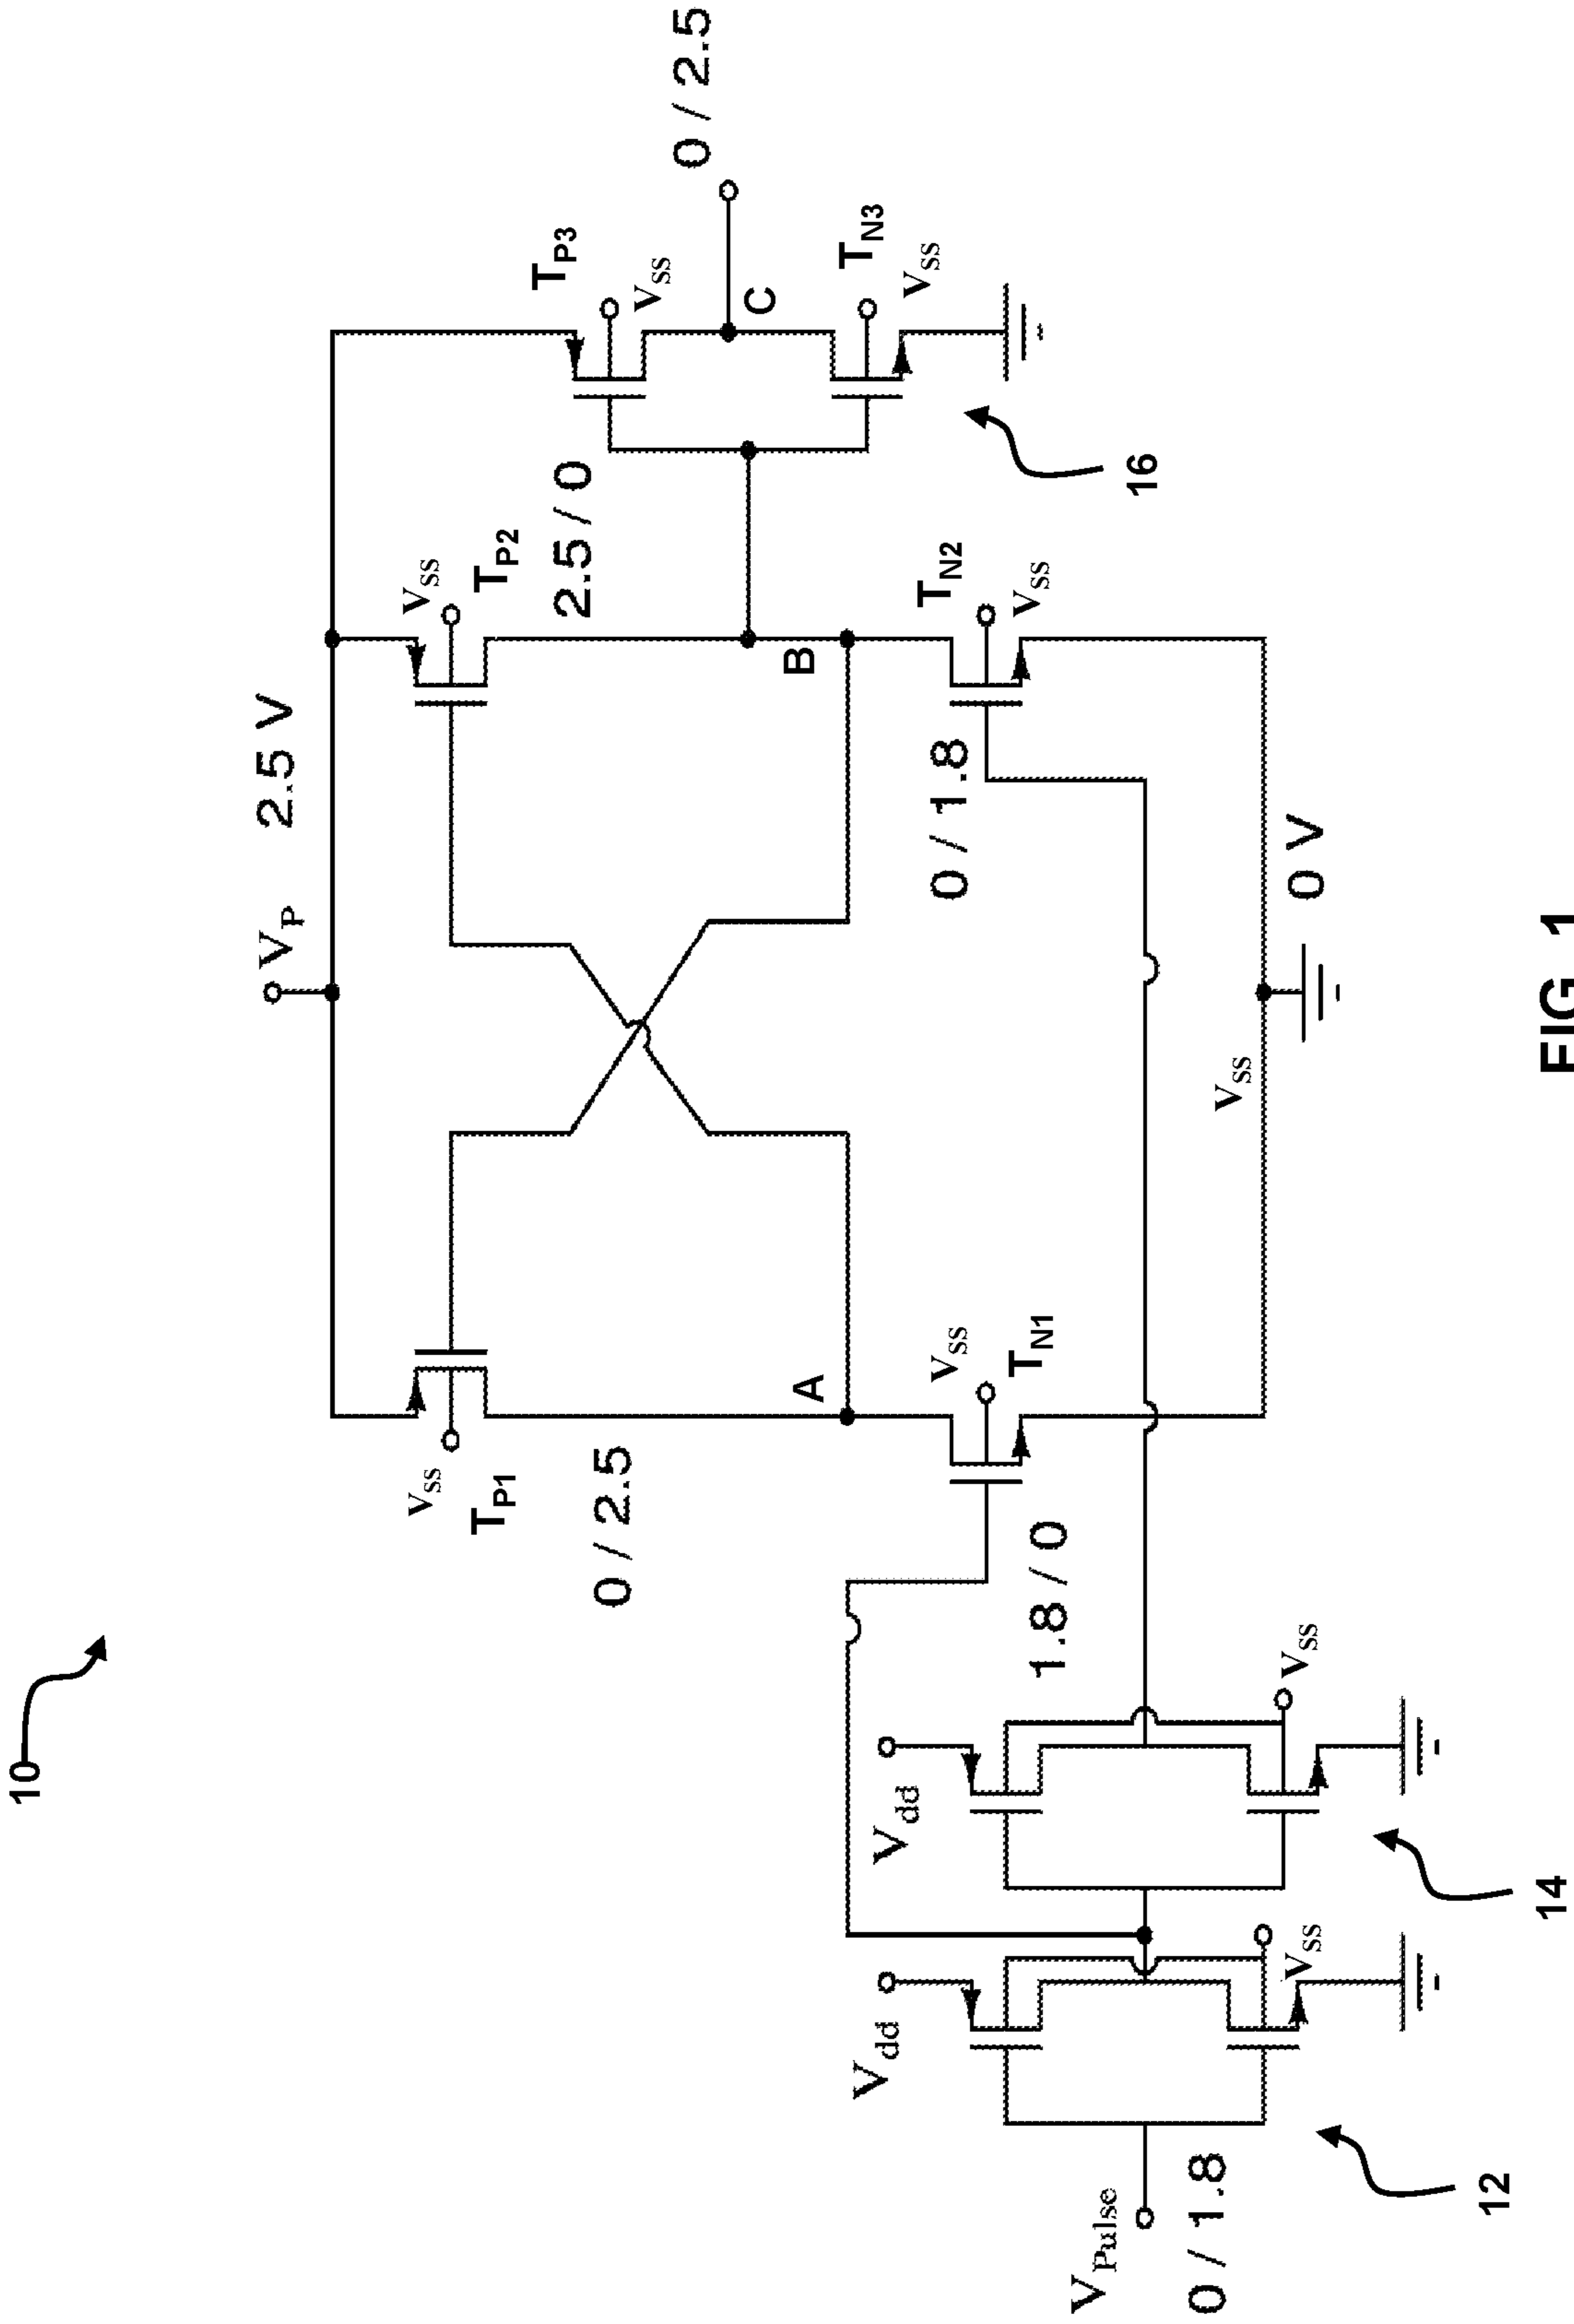 10
V_P 2.5 V
V_ss
T_P1
0 / 2.5
V_ss
T_P2
2.5 / 0
T_P3
V_ss
0 / 2.5
C
T_N3
V_ss
16
A
B
V_ss
T_N1
1.8 / 0
T_N2
V_ss
0 / 1.8
V_dd
V_dd
V_Pulse
0 / 1.8
V_ss
V_ss
12
14
V_ss
0 V
FIG. 1